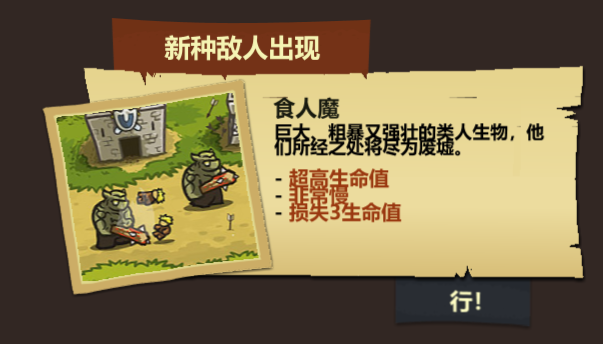 新种敌人出现
食人魔
巨大，粗暴又强壮的类人生物，他
们所经之处将尽为废墟。
- 超高生命值
- 非常慢
- 损失3生命值
行!